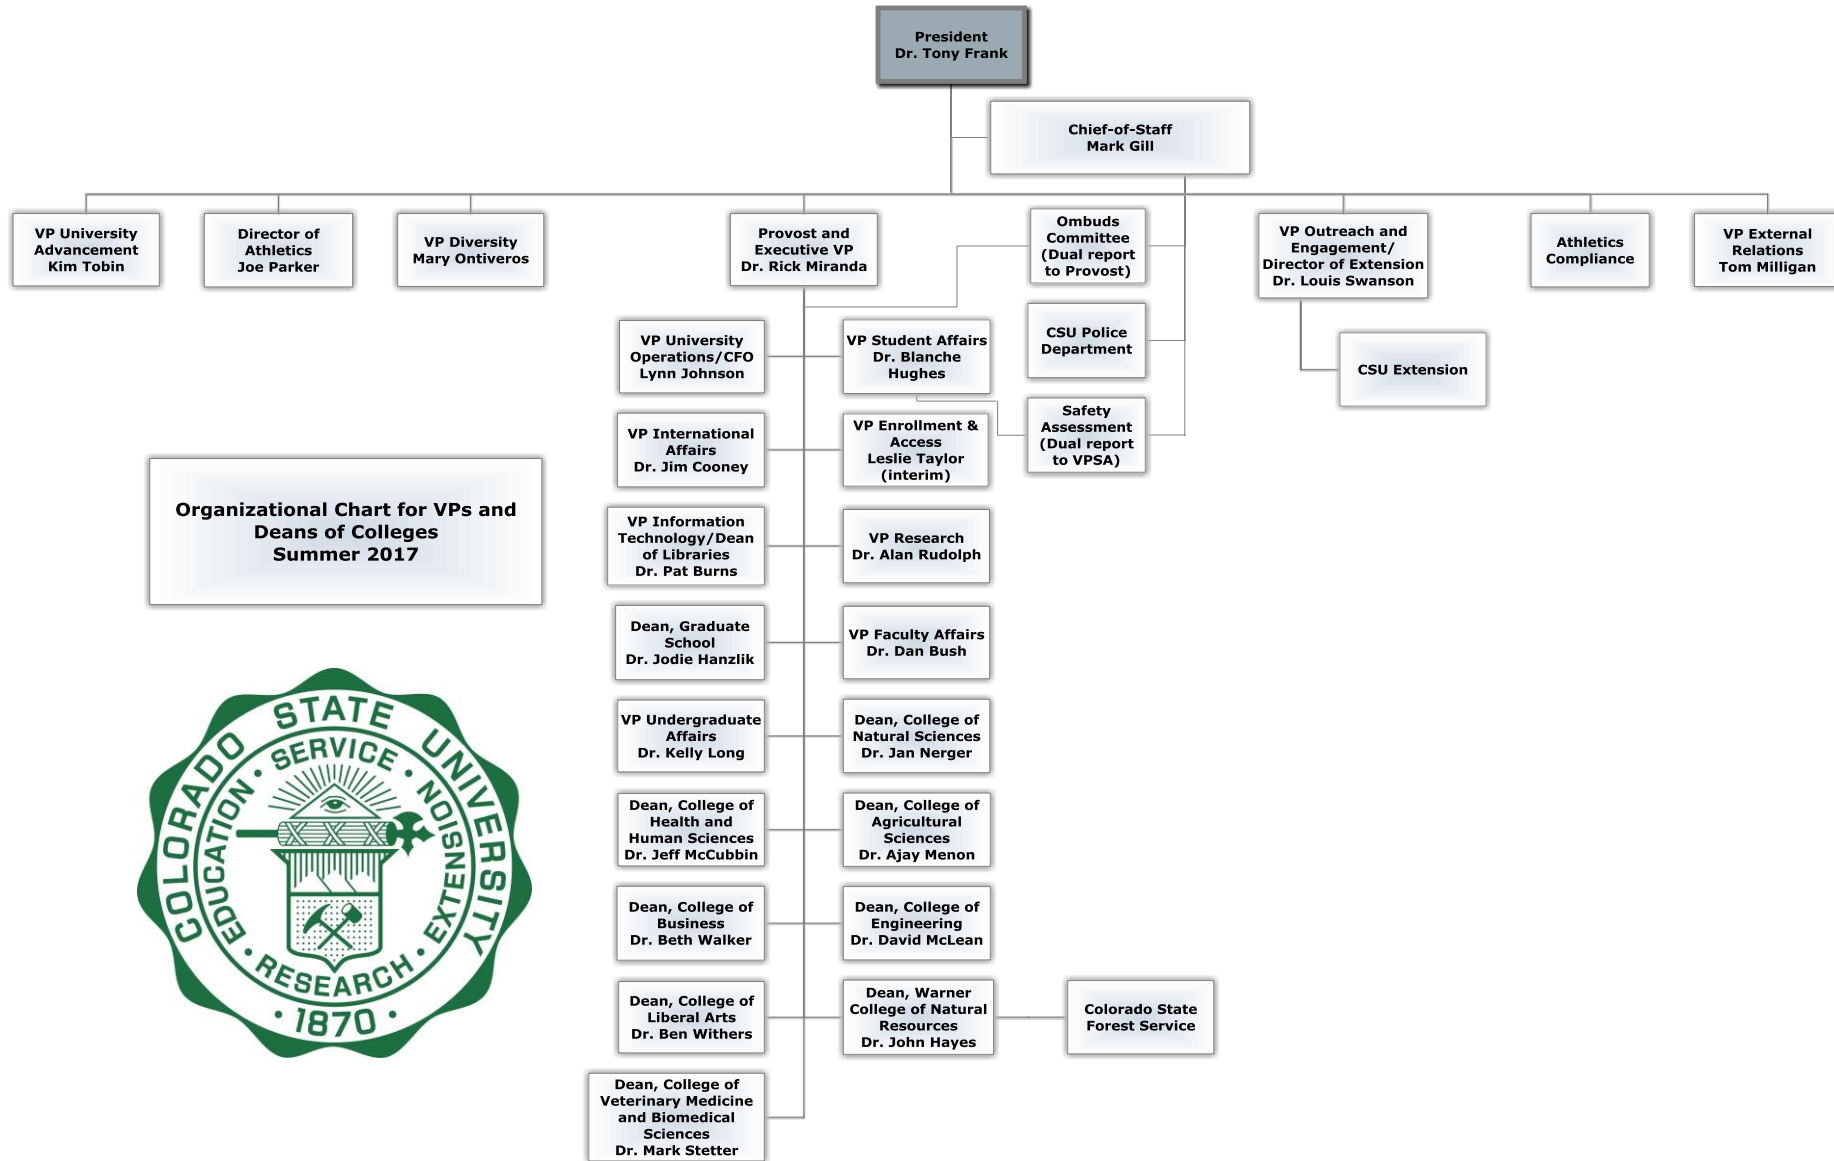 President
Dr. Tony Frank
Chief-of-Staff
Mark Gill
VP University
Advancement
Kim Tobin
Director of
Athletics
Joe Parker
VP Diversity
Mary Ontiveros
Provost and
Executive VP
Dr. Rick Miranda
Ombuds
Committee
(Dual report
to Provost)
VP Outreach and
Engagement/
Director of Extension
Dr. Louis Swanson
Athletics
Compliance
VP External
Relations
Tom Milligan
VP University
Operations/CFO
Lynn Johnson
VP Student Affairs
Dr. Blanche
Hughes
CSU Police
Department
CSU Extension
VP International
Affairs
Dr. Jim Cooney
VP Enrollment &
Access
Leslie Taylor
(interim)
Safety
Assessment
(Dual report
to VPSA)
Organizational Chart for VPs and
Deans of Colleges
Summer 2017
VP Information
Technology/Dean
of Libraries
Dr. Pat Burns
VP Research
Dr. Alan Rudolph
Dean, Graduate
School
Dr. Jodie Hanzlik
VP Faculty Affairs
Dr. Dan Bush
VP Undergraduate
Affairs
Dr. Kelly Long
Dean, College of
Natural Sciences
Dr. Jan Nerger
Dean, College of
Health and
Human Sciences
Dr. Jeff McCubbin
Dean, College of
Agricultural
Sciences
Dr. Ajay Menon
Dean, College of
Business
Dr. Beth Walker
Dean, College of
Engineering
Dr. David McLean
Dean, College of
Liberal Arts
Dr. Ben Withers
Dean, Warner
College of Natural
Resources
Dr. John Hayes
Colorado State
Forest Service
Dean, College of
Veterinary Medicine
and Biomedical
Sciences
Dr. Mark Stetter
COLORADO STATE UNIVERSITY
EDUCATION • SERVICE • EXTENSION • RESEARCH •
• 1870 •